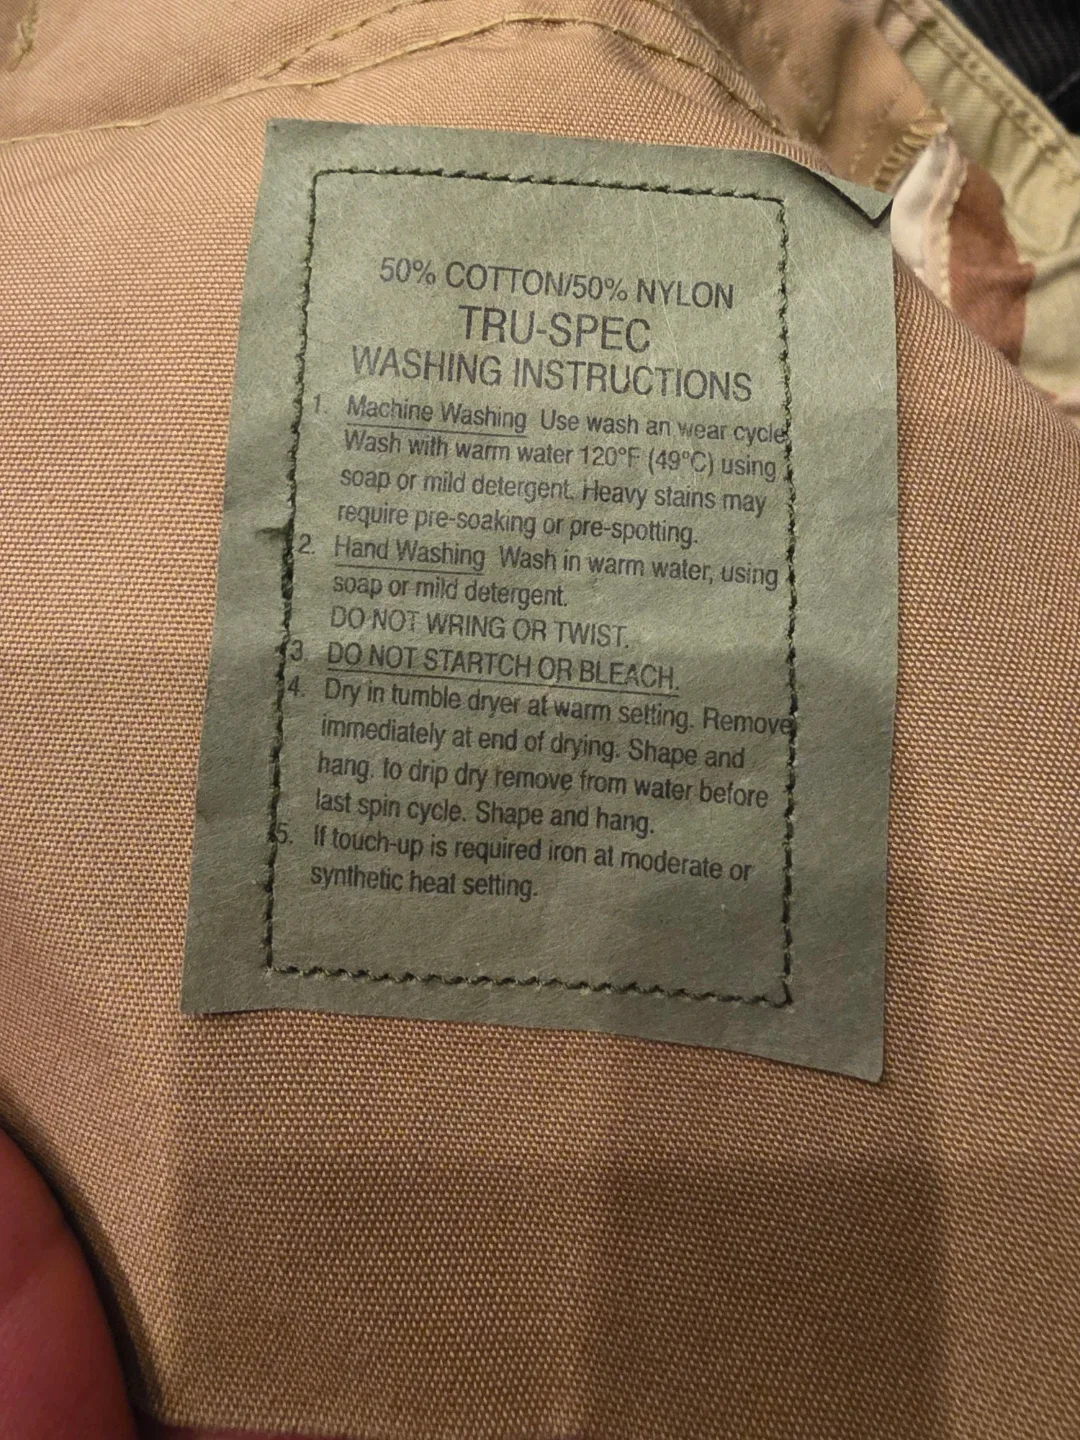 50% COTTON/50% NYLON
TRU-SPEC
WASHING INSTRUCTIONS
1. Machine Washing Use wash an wear cycle
Wash with warm water 120°F (49°C) using
soap or mild detergent. Heavy stains may
require pre-soaking or pre-spotting.
2. Hand Washing Wash in warm water, using
soap or mild detergent.
DO NOT WRING OR TWIST.
3. DO NOT STARTCH OR BLEACH.
4. Dry in tumble dryer at warm setting. Remove
immediately at end of drying. Shape and
hang. to drip dry remove from water before
last spin cycle. Shape and hang.
5. If touch-up is required iron at moderate or
synthetic heat setting.